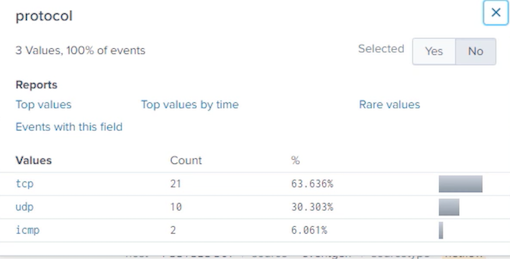 protocol
3 Values, 100% of events
Selected Yes No
Reports
Top values Top values by time Rare values
Events with this field
Values Count %
tcp 21 63.636%
udp 10 30.303%
icmp 2 6.061%